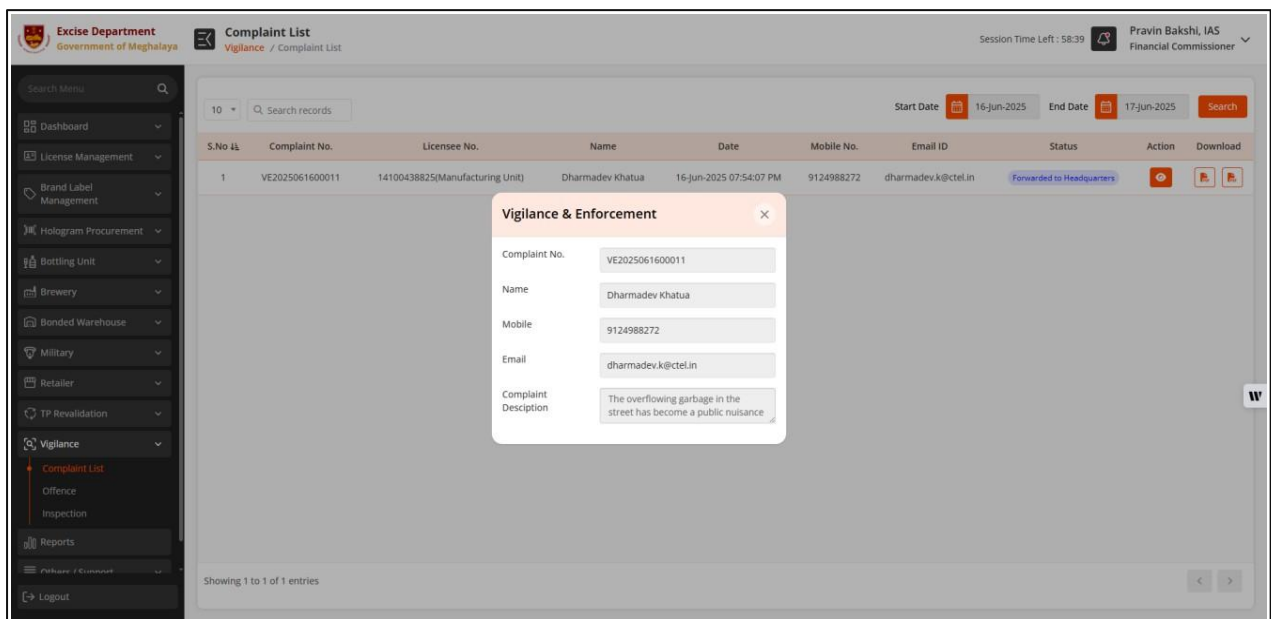 Excise Department
Government of Meghalaya
Complaint List
Vigilance / Complaint List
Session Time Left : 58:39
Pravin Bakshi, IAS
Financial Commissioner
Search Menu
Dashboard
License Management
Brand Label
Management
Hologram Procurement
Bottling Unit
Brewery
Bonded Warehouse
Military
Retailer
TP Revalidation
Vigilance
Complaint List
Offence
Inspection
Reports
Others / Support
Logout
10
Search records
Start Date
16-Jun-2025
End Date
17-Jun-2025
Search
S.No Complaint No. Licensee No. Name Date Mobile No. Email ID Status Action Download
1 VE2025061600011 14100438825(Manufacturing Unit) Dharmadev Khatua 16-Jun-2025 07:54:07 PM 9124988272 dharmadev.k@ctel.in Forwarded to Headquarters
Vigilance & Enforcement
Complaint No.
VE2025061600011
Name
Dharmadev Khatua
Mobile
9124988272
Email
dharmadev.k@ctel.in
Complaint
Desciption
The overflowing garbage in the
street has become a public nuisance
Showing 1 to 1 of 1 entries
W